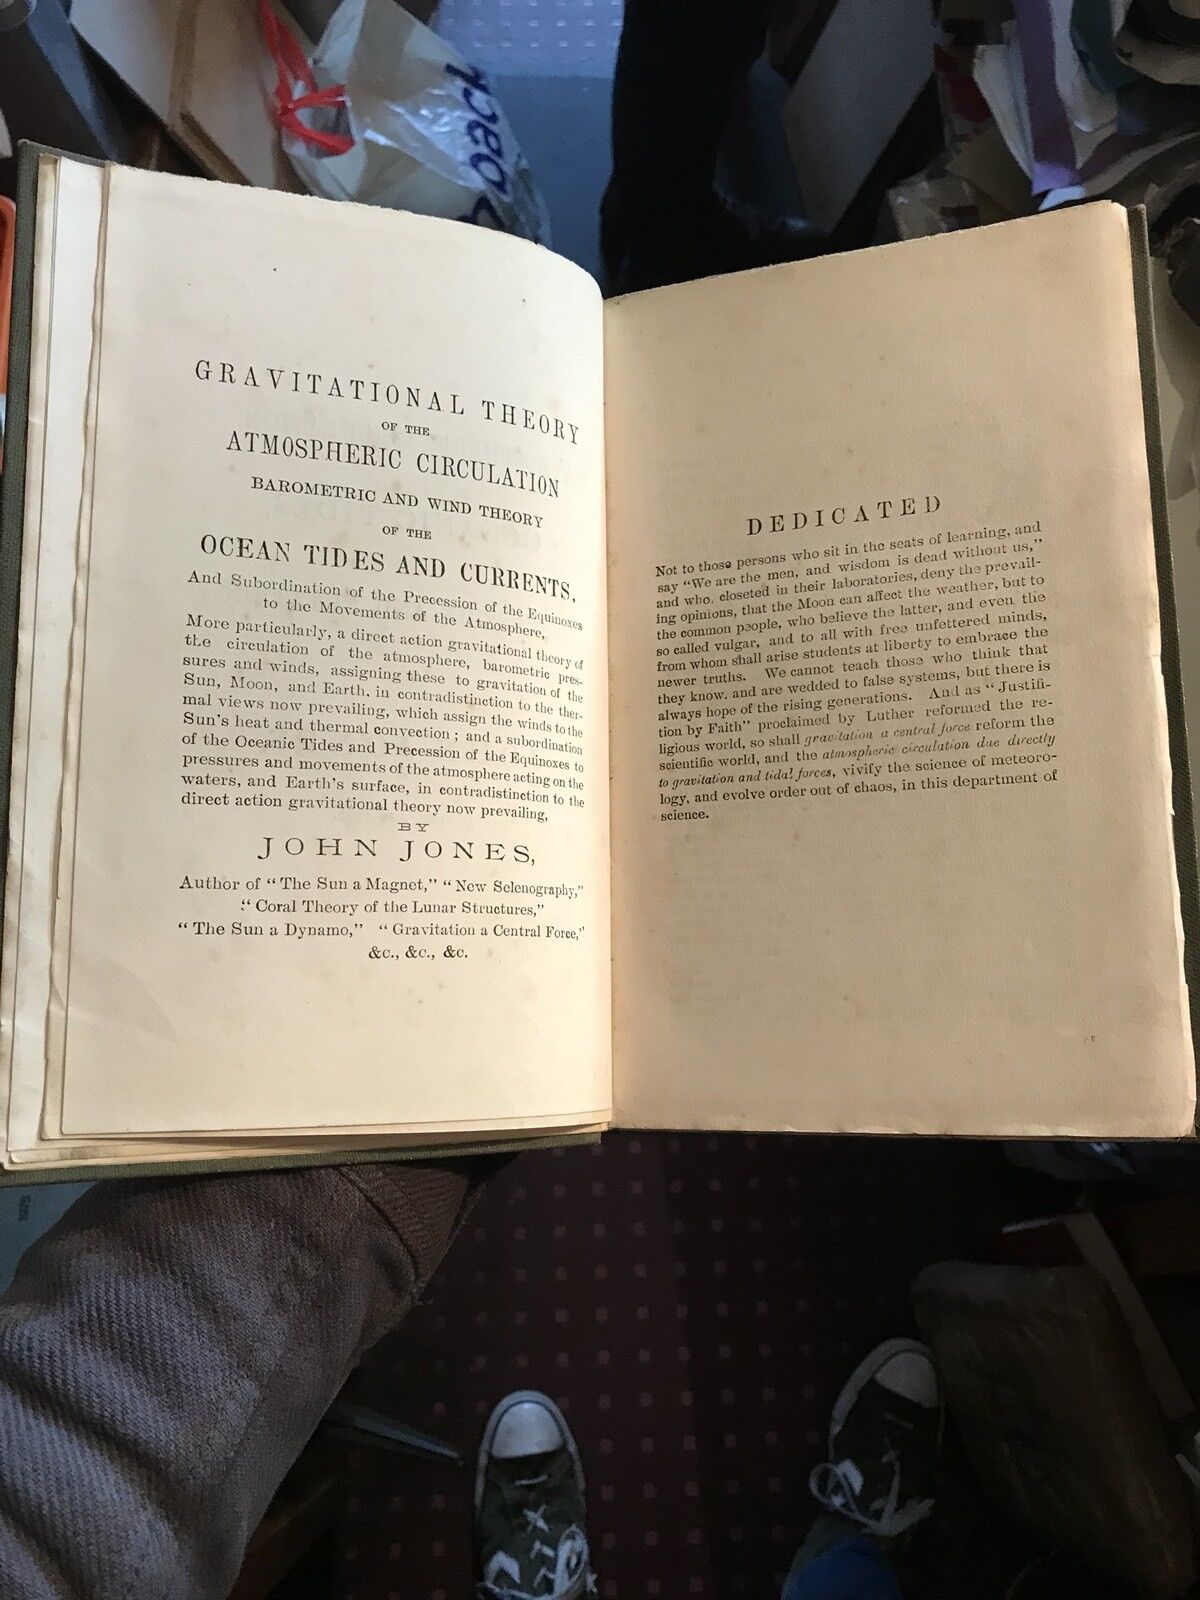 GRAVITATIONAL THEORY
OF THE
ATMOSPHERIC CIRCULATION
BAROMETRIC AND WIND THEORY
OF THE
OCEAN TIDES AND CURRENTS,
And Subordination of the Precession of the Equinoxes
to the Movements of the Atmosphere,
More particularly, a direct action gravitational theory of
the circulation of the atmosphere, barometric pres-
sures and winds, assigning these to gravitation of the
Sun, Moon, and Earth, in contradistinction to the ther-
mal views now prevailing, which assign the winds to the
Sun's heat and thermal convection; and a subordination
of the Oceanic Tides and Precession of the Equinoxes to
pressures and movements of the atmosphere acting on the
waters, and Earth's surface, in contradistinction to the
direct action gravitational theory now prevailing,
BY
JOHN JONES,
Author of "The Sun a Magnet," "New Selenography,"
"Coral Theory of the Lunar Structures,"
"The Sun a Dynamo," "Gravitation a Central Force,"
&c., &c., &c.
DEDICATED
Not to those persons who sit in the seats of learning, and
say "We are the men, and wisdom is dead without us,"
and who, closeted in their laboratories, deny the prevail-
ing opinions, that the Moon can affect the weather, but to
the common people, who believe the latter, and even the
so called vulgar, and to all with free unfettered minds,
from whom shall arise students at liberty to embrace the
newer truths. We cannot teach those who think that
they know, and are wedded to false systems, but there is
always hope of the rising generations. And as "Justifi-
tion by Faith" proclaimed by Luther reformed the re-
ligious world, so shall gravitation a central force reform the
scientific world, and the atmospheric circulation due directly
to gravitation and tidal forces, vivify the science of meteoro-
logy, and evolve order out of chaos, in this department of
science.